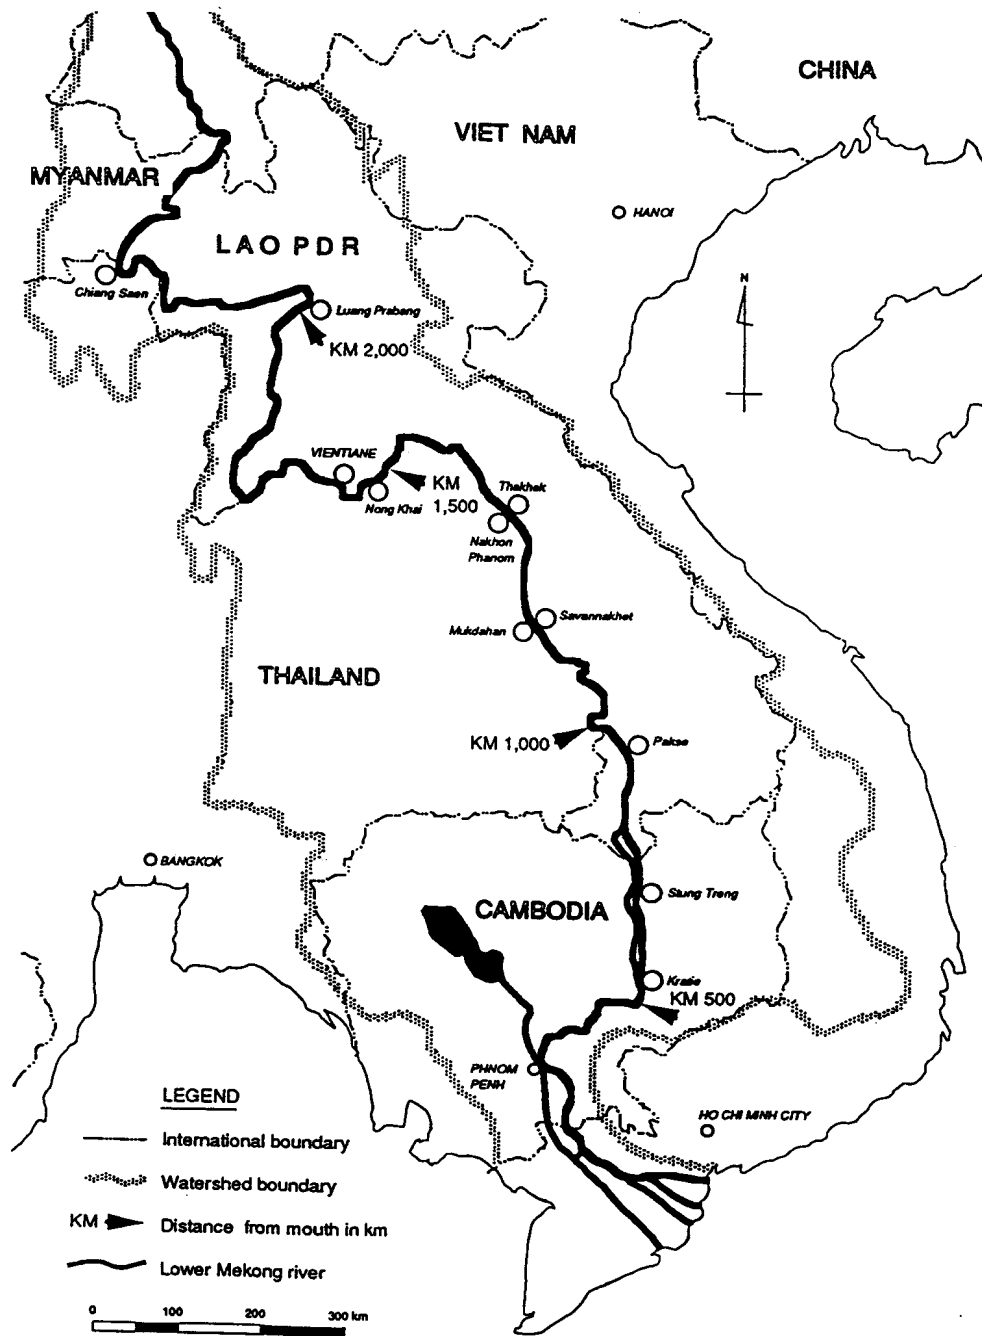 CHINA
VIET NAM
MYANMAR
HANOI
LAO P D R
Chiang Saen
Luang Prabang
KM 2,000
VIENTIANE
KM
1,500
Thakhek
Nong Khai
Nakhon
Phanom
Savannakhet
Mukdahan
THAILAND
KM 1,000
Pakse
BANGKOK
Stung Treng
CAMBODIA
Kratie
KM 500
PHNOM
PENH
HO CHI MINH CITY
N
LEGEND
International boundary
Watershed boundary
KM Distance from mouth in km
Lower Mekong river
0 100 200 300 km